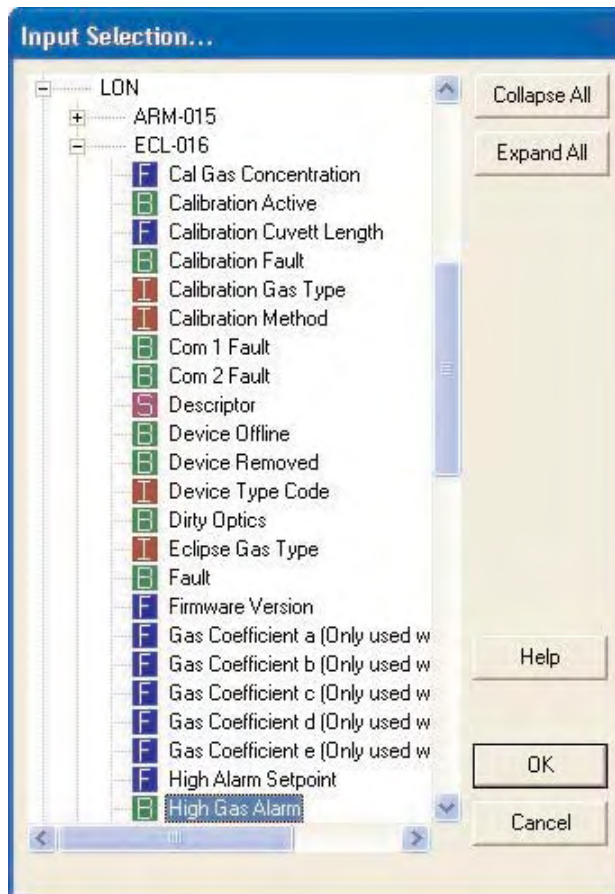 Input Selection...
LON
ARM-015
ECL-016
F Cal Gas Concentration
B Calibration Active
F Calibration Cuvett Length
B Calibration Fault
I Calibration Gas Type
I Calibration Method
B Com 1 Fault
B Com 2 Fault
S Descriptor
B Device Offline
B Device Removed
I Device Type Code
B Dirty Optics
I Eclipse Gas Type
B Fault
F Firmware Version
F Gas Coefficient a (Only used w
F Gas Coefficient b (Only used w
F Gas Coefficient c (Only used w
F Gas Coefficient d (Only used w
F Gas Coefficient e (Only used w
F High Alarm Setpoint
B High Gas Alarm
Collapse All
Expand All
Help
OK
Cancel